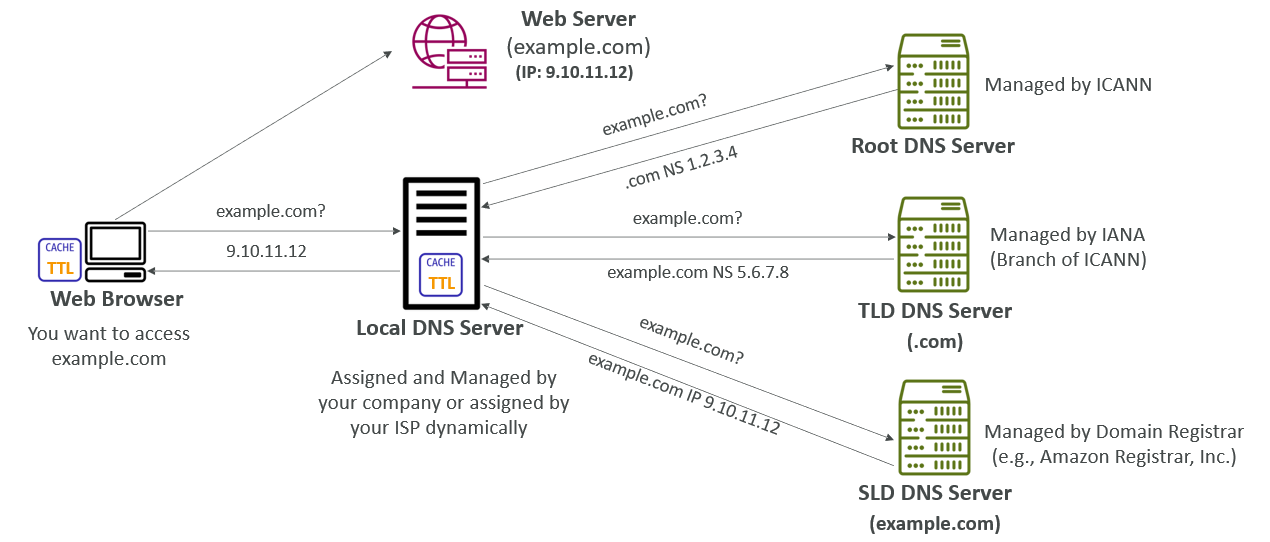 Web Server
(example.com)
(IP: 9.10.11.12)
Managed by ICANN
Root DNS Server
example.com?
.com NS 1.2.3.4
example.com?
9.10.11.12
CACHE
TTL
Web Browser
You want to access
example.com
CACHE
TTL
Local DNS Server
Assigned and Managed by
your company or assigned by
your ISP dynamically
example.com?
example.com NS 5.6.7.8
Managed by IANA
(Branch of ICANN)
TLD DNS Server
(.com)
example.com?
example.com IP 9.10.11.12
Managed by Domain Registrar
(e.g., Amazon Registrar, Inc.)
SLD DNS Server
(example.com)